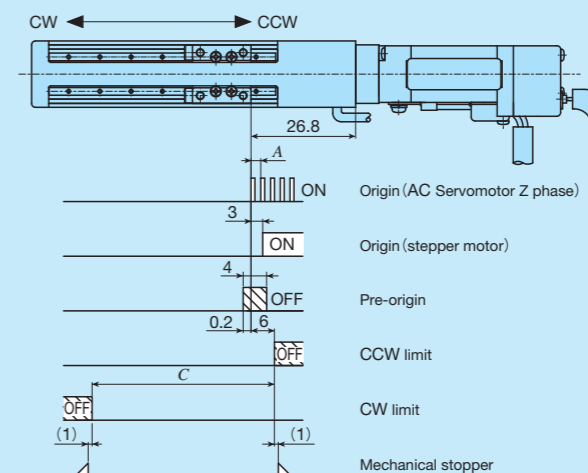 CW CCW
26.8
A
ON Origin (AC Servomotor Z phase)
3
ON Origin (stepper motor)
4
OFF Pre-origin
0.2 6
OFF CCW limit
C
OFF CW limit
(1) (1)
Mechanical stopper